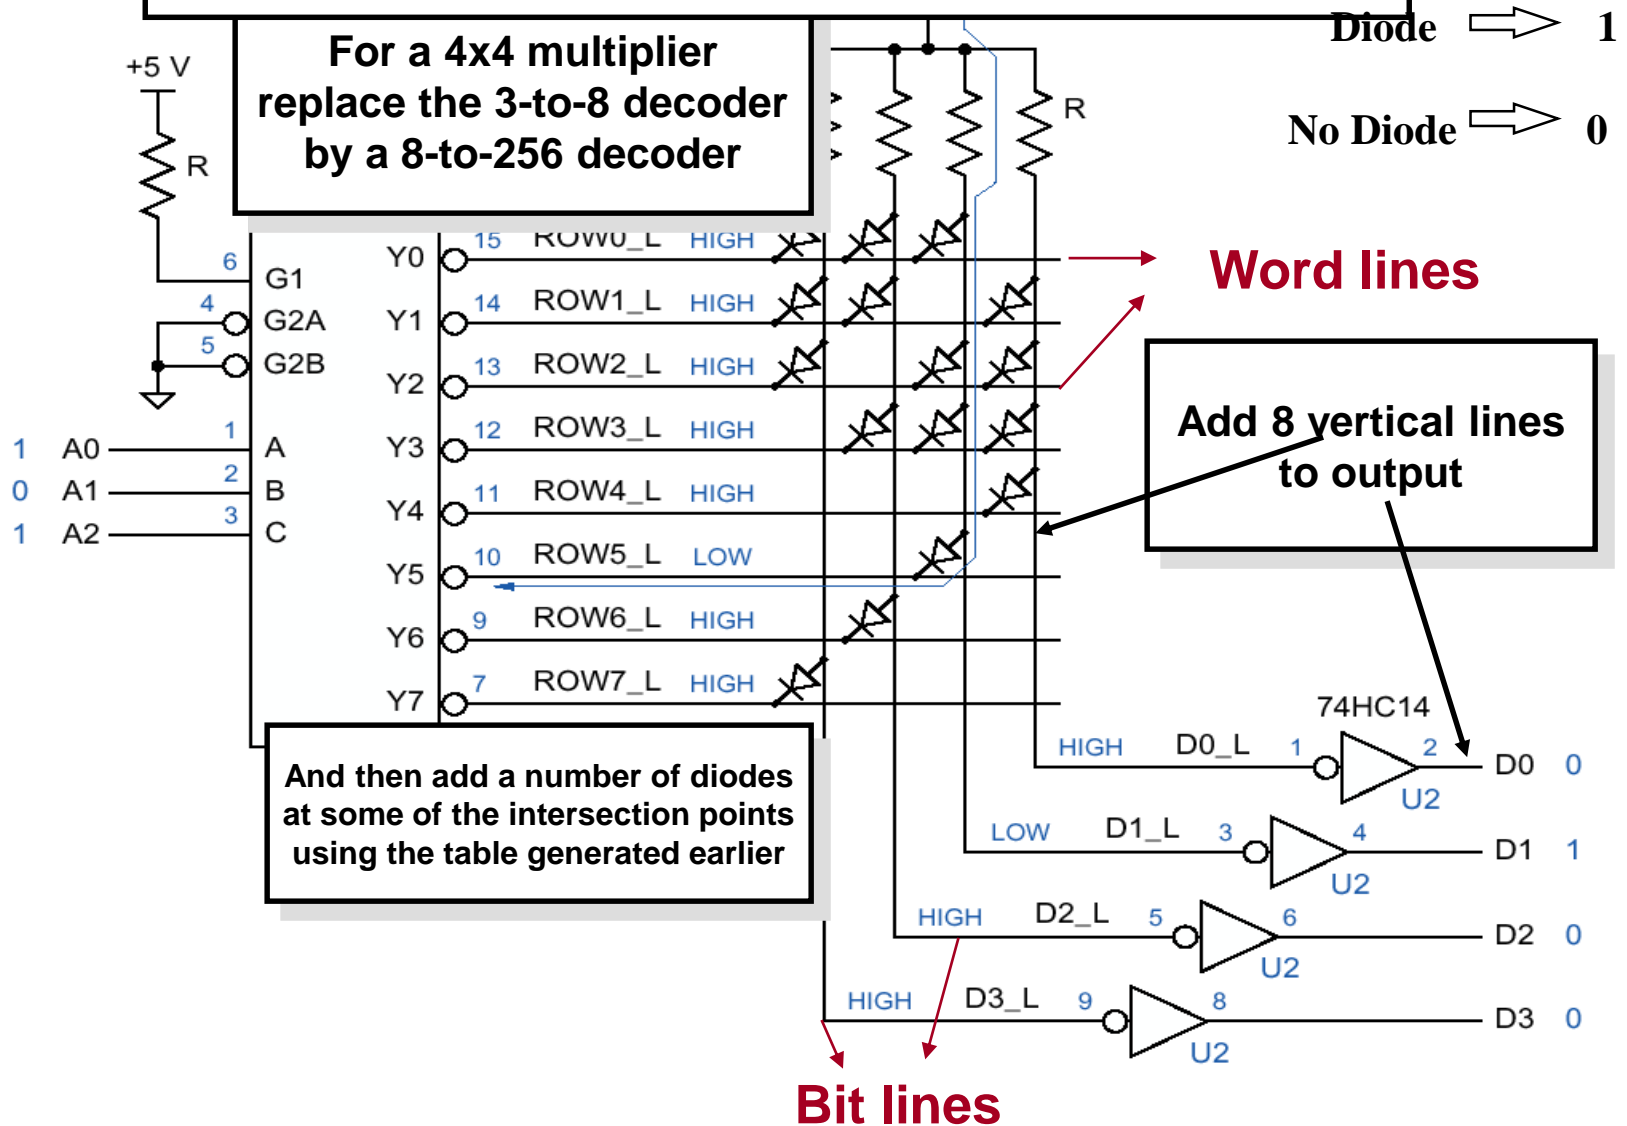 Diode 1
No Diode 0
+5 V
R
For a 4x4 multiplier
replace the 3-to-8 decoder
by a 8-to-256 decoder
R
Word lines
6 G1
4 G2A
5 G2B
1 A0 1 A
0 A1 2 B
1 A2 3 C
Y0 15 ROW0_L HIGH
Y1 14 ROW1_L HIGH
Y2 13 ROW2_L HIGH
Y3 12 ROW3_L HIGH
Y4 11 ROW4_L HIGH
Y5 10 ROW5_L LOW
Y6 9 ROW6_L HIGH
Y7 7 ROW7_L HIGH
Add 8 vertical lines
to output
And then add a number of diodes
at some of the intersection points
using the table generated earlier
74HC14
HIGH D0_L 1 2 D0 0
U2
LOW D1_L 3 4 D1 1
U2
HIGH D2_L 5 6 D2 0
U2
HIGH D3_L 9 8 D3 0
U2
Bit lines